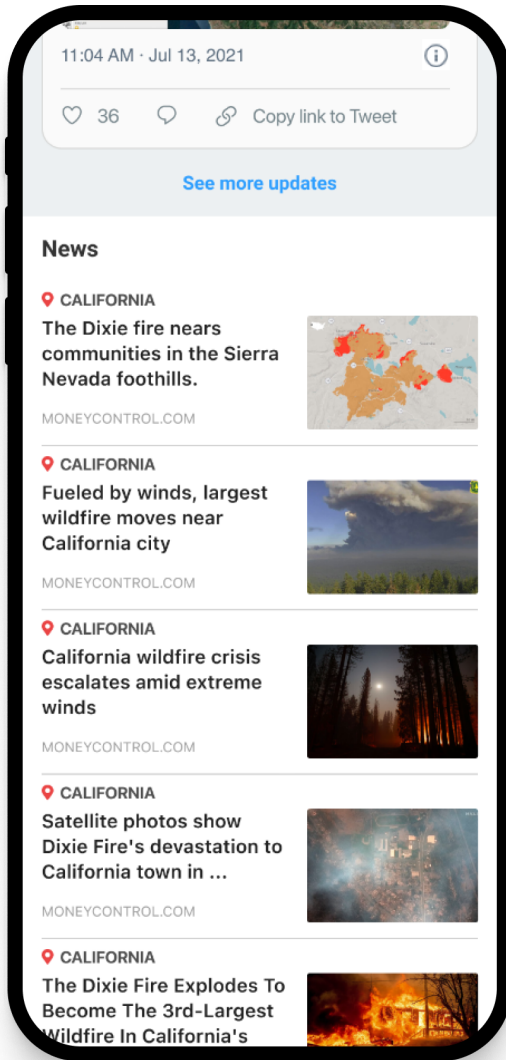 11:04 AM · Jul 13, 2021
36
Copy link to Tweet
See more updates
News
CALIFORNIA
The Dixie fire nears
communities in the Sierra
Nevada foothills.
MONEYCONTROL.COM
CALIFORNIA
Fueled by winds, largest
wildfire moves near
California city
MONEYCONTROL.COM
CALIFORNIA
California wildfire crisis
escalates amid extreme
winds
MONEYCONTROL.COM
CALIFORNIA
Satellite photos show
Dixie Fire's devastation to
California town in ...
MONEYCONTROL.COM
CALIFORNIA
The Dixie Fire Explodes To
Become The 3rd-Largest
Wildfire In California's